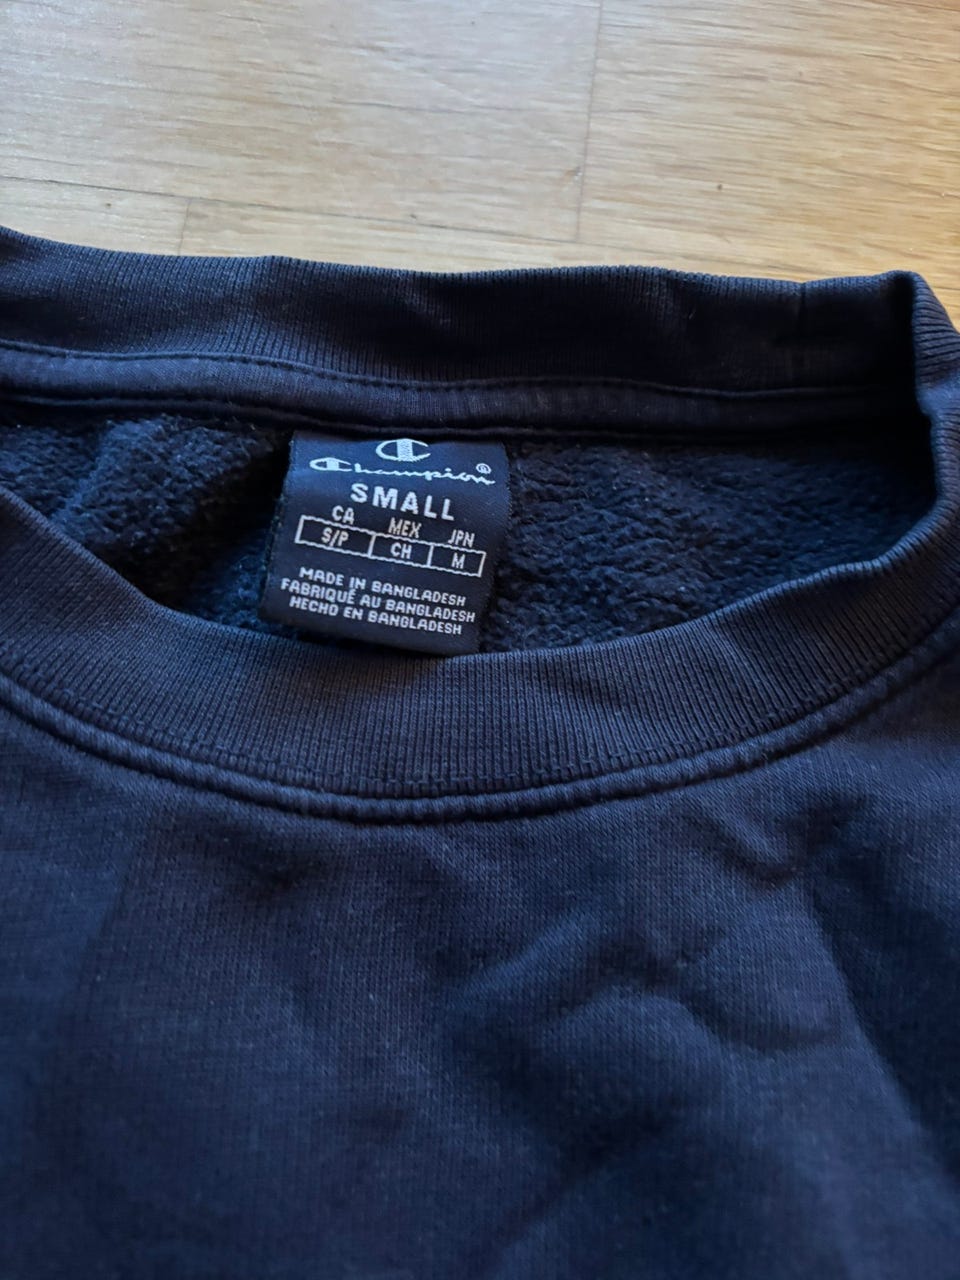 Champion®
SMALL
CA MEX JPN
S/P CH M
MADE IN BANGLADESH
FABRIQUÉ AU BANGLADESH
HECHO EN BANGLADESH